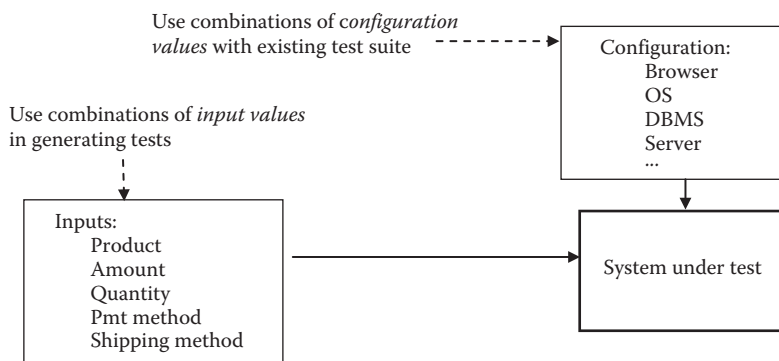 Use combinations of configuration
values with existing test suite
Configuration:
Browser
OS
DBMS
Server
...
Use combinations of input values
in generating tests
Inputs:
Product
Amount
Quantity
Pmt method
Shipping method
System under test